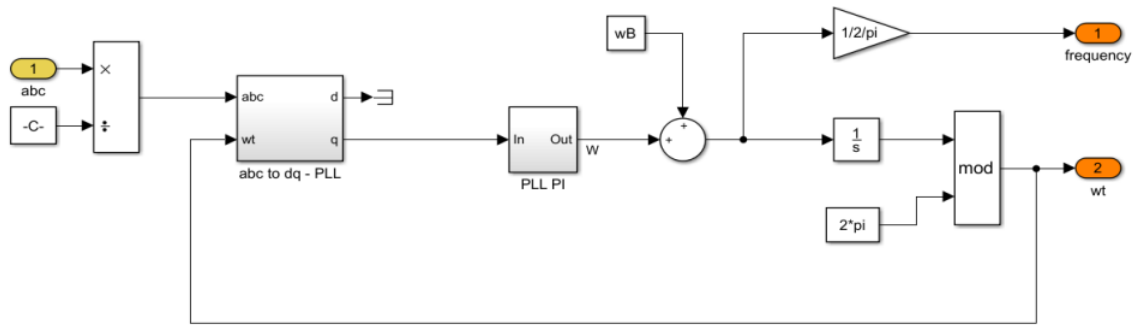 1
abc
-C-
×
÷
abc
wt
d
q
abc to dq - PLL
In
Out
PLL PI
W
wB
+
+
1/2/pi
1
frequency
1
s
2*pi
mod
2
wt